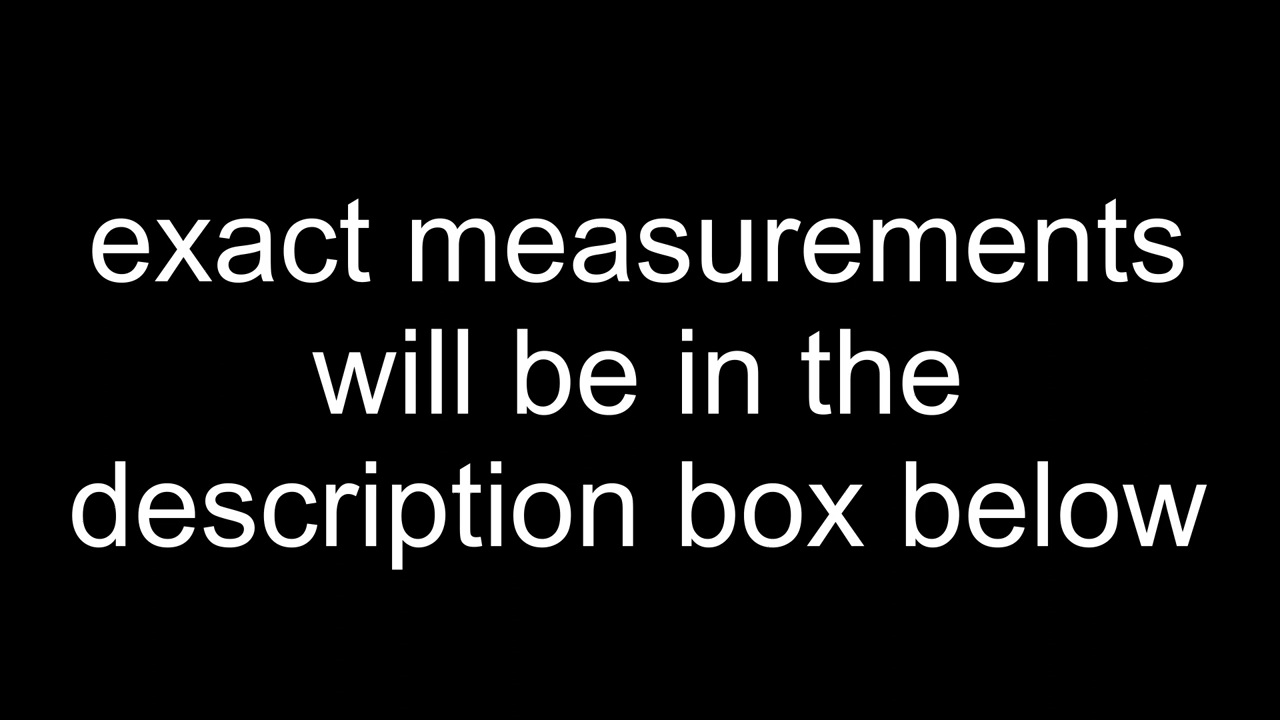 exact measurements
will be in the
description box below